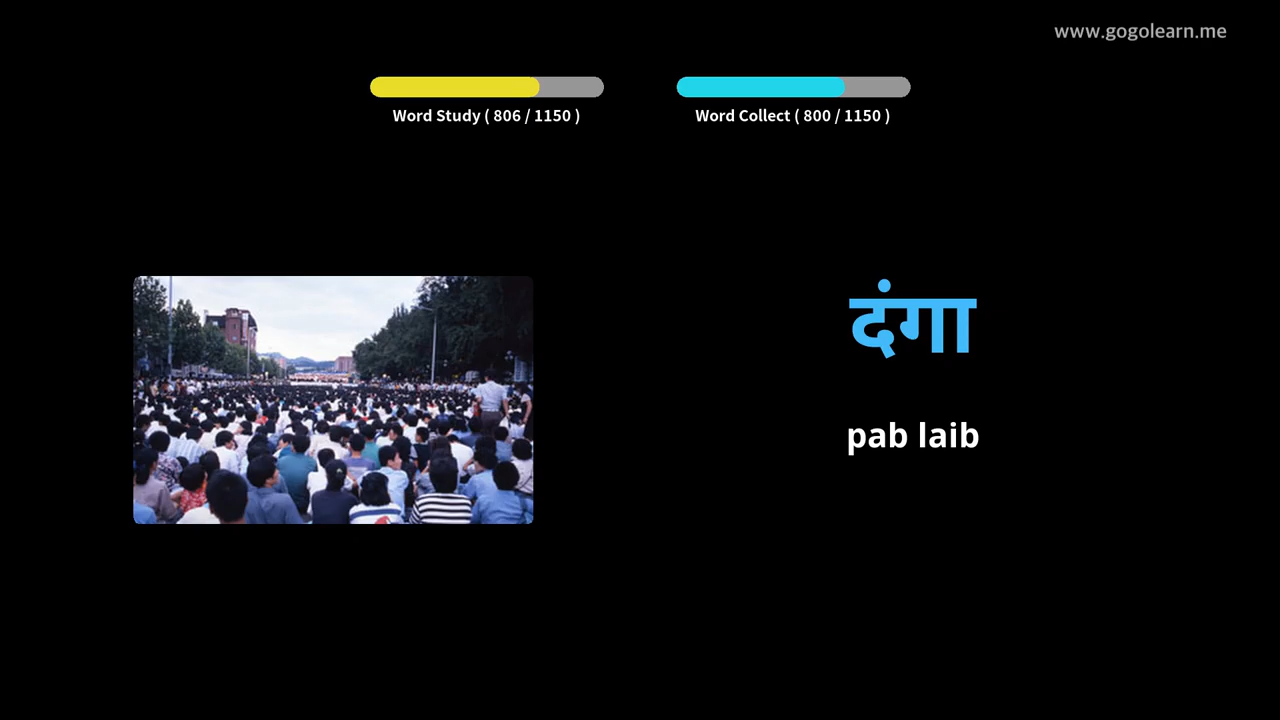 www.gogolearn.me
Word Study ( 806 / 1150 )
Word Collect ( 800 / 1150 )
दंगा
pab laib